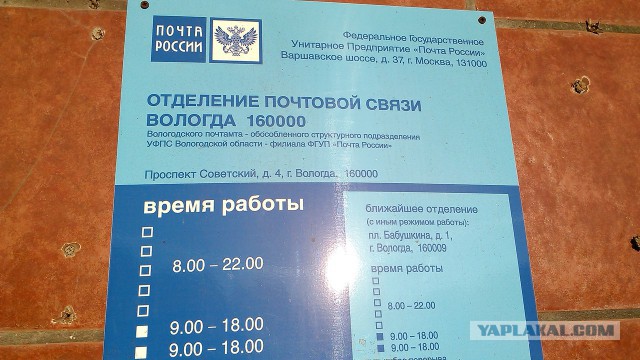 ПОЧТА
РОССИИ
Федеральное Государственное
Унитарное Предприятие «Почта России»
Варшавское шоссе, д. 37, г. Москва, 131000
ОТДЕЛЕНИЕ ПОЧТОВОЙ СВЯЗИ
ВОЛОГДА 160000
Вологодского почтамта - обособленного структурного подразделения
УФПС Вологодской области - филиала ФГУП «Почта России»
Проспект Советский, д. 4, г. Вологда, 160000
время работы
8.00 – 22.00
9.00 – 18.00
9.00 – 18.00
ближайшее отделение
(с иным режимом работы):
пл. Бабушкина, д. 1,
г. Вологда, 160009
время работы
8.00 – 22.00
9.00 – 18.00
9.00 – 18.00
YAPLAKAL.COM